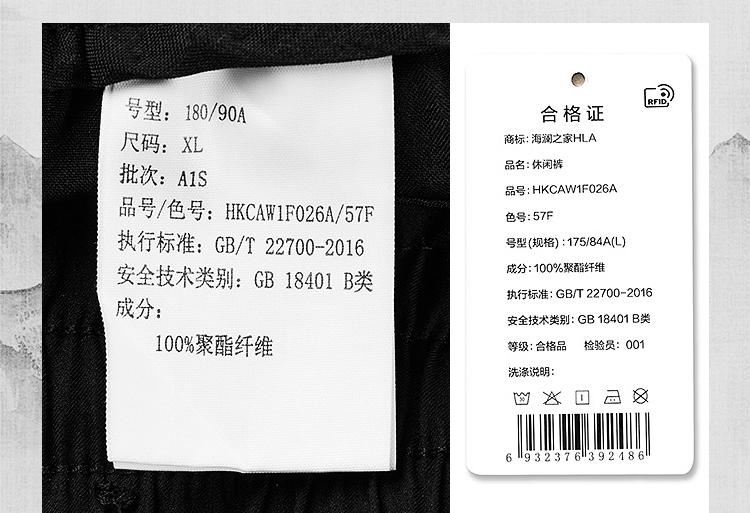 号型: 180/90A
尺码: XL
批次: A1S
品号/色号: HKCAW1F026A/57F
执行标准: GB/T 22700-2016
安全技术类别: GB 18401 B类
成分:
100%聚酯纤维
RFID
合格证
商标: 海澜之家HLA
品名: 休闲裤
品号: HKCAW1F026A
色号: 57F
号型(规格): 175/84A(L)
成分: 100%聚酯纤维
执行标准: GB/T 22700-2016
安全技术类别: GB 18401 B类
等级: 合格品 检验员: 001
洗涤说明:
30
6 932376 392486